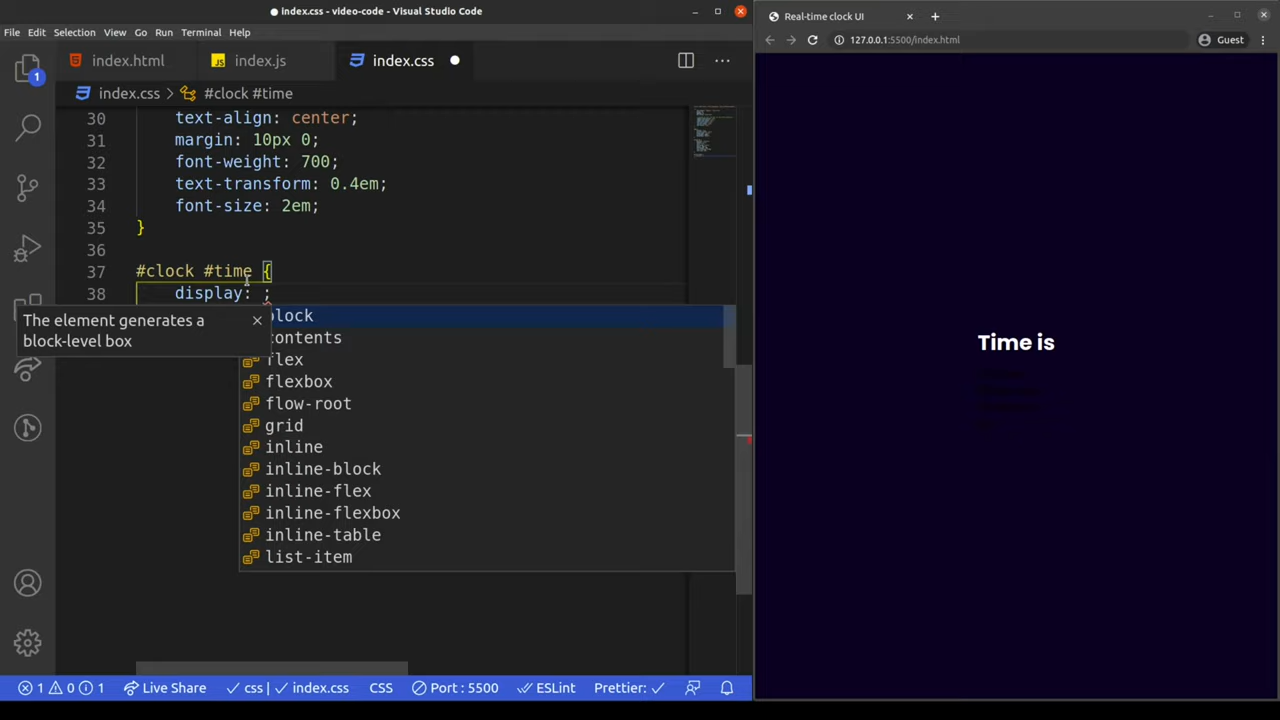 index.css - video-code - Visual Studio Code
File Edit Selection View Go Run Terminal Help
1
index.html
JS index.js
index.css
index.css > #clock #time
30 text-align: center;
31 margin: 10px 0;
32 font-weight: 700;
33 text-transform: 0.4em;
34 font-size: 2em;
35 }
36
37 #clock #time {
38 display: ;
The element generates a
block-level box
block
contents
flex
flexbox
flow-root
grid
inline
inline-block
inline-flex
inline-flexbox
inline-table
list-item
1 0 1 Live Share css | index.css CSS Port : 5500 ESLint Prettier:
Real-time clock UI
127.0.0.1:5500/index.html
Guest
Time is